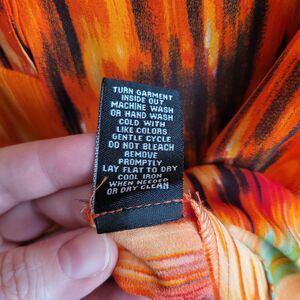 TURN GARMENT
INSIDE OUT
MACHINE WASH
OR HAND WASH
COLD WITH
LIKE COLORS
GENTLE CYCLE
DO NOT BLEACH
REMOVE
PROMPTLY
LAY FLAT TO DRY
COOL IRON
WHEN NEEDED
OR DRY CLEAN